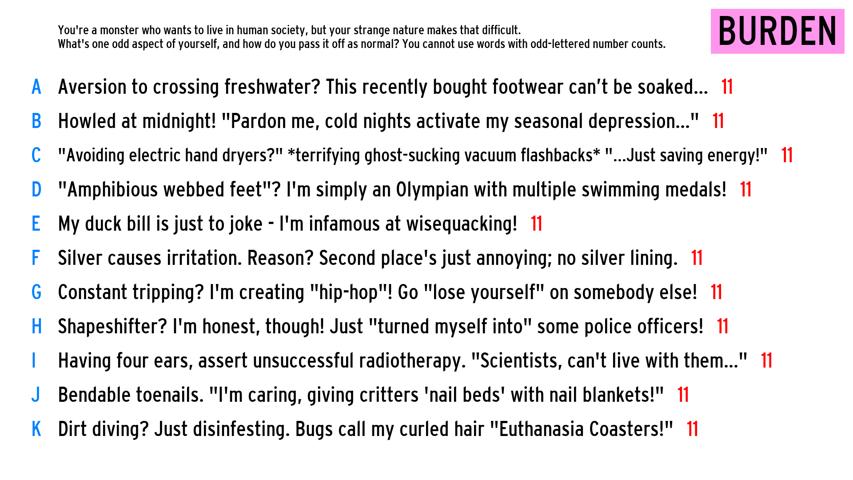 You're a monster who wants to live in human society, but your strange nature makes that difficult.
What's one odd aspect of yourself, and how do you pass it off as normal? You cannot use words with odd-lettered number counts.
BURDEN
A Aversion to crossing freshwater? This recently bought footwear can't be soaked... 11
B Howled at midnight! "Pardon me, cold nights activate my seasonal depression..." 11
C "Avoiding electric hand dryers?" *terrifying ghost-sucking vacuum flashbacks* "...Just saving energy!" 11
D "Amphibious webbed feet"? I'm simply an Olympian with multiple swimming medals! 11
E My duck bill is just to joke - I'm infamous at wisequacking! 11
F Silver causes irritation. Reason? Second place's just annoying; no silver lining. 11
G Constant tripping? I'm creating "hip-hop"! Go "lose yourself" on somebody else! 11
H Shapeshifter? I'm honest, though! Just "turned myself into" some police officers! 11
I Having four ears, assert unsuccessful radiotherapy. "Scientists, can't live with them..." 11
J Bendable toenails. "I'm caring, giving critters 'nail beds' with nail blankets!" 11
K Dirt diving? Just disinfesting. Bugs call my curled hair "Euthanasia Coasters!" 11